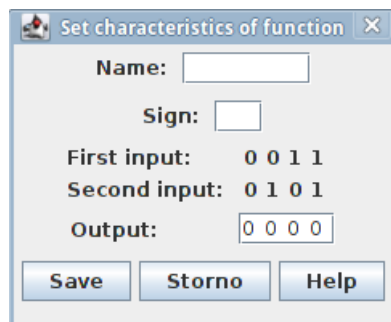 Set characteristics of function
Name:
Sign:
First input: 0 0 1 1
Second input: 0 1 0 1
Output: 0 0 0 0
Save Storno Help